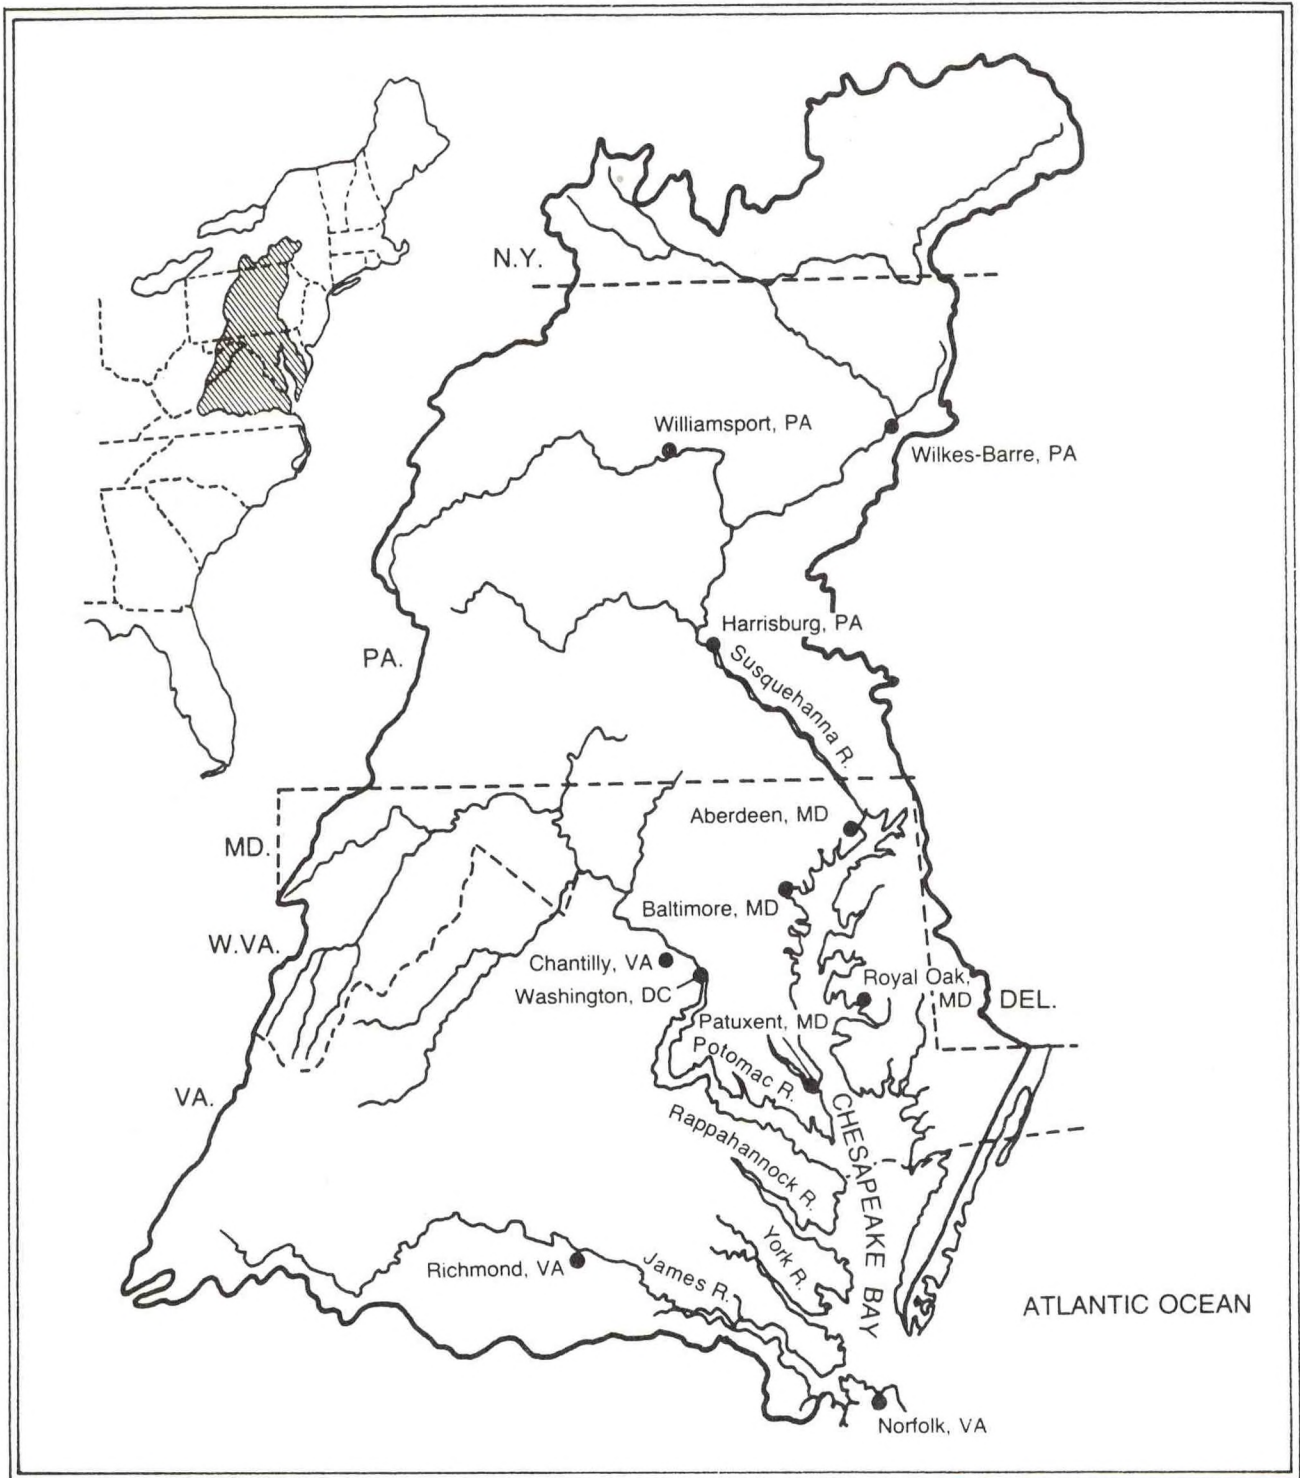 N.Y.
Williamsport, PA
Wilkes-Barre, PA
Harrisburg, PA
PA.
Susquehanna R.
Aberdeen, MD
MD.
Baltimore, MD
W.VA.
Chantilly, VA
Royal Oak,
MD
Washington, DC
DEL.
Patuxent, MD
Potomac R.
VA.
CHESAPEAKE BAY
Rappahannock R.
York R.
Richmond, VA
James R.
ATLANTIC OCEAN
Norfolk, VA